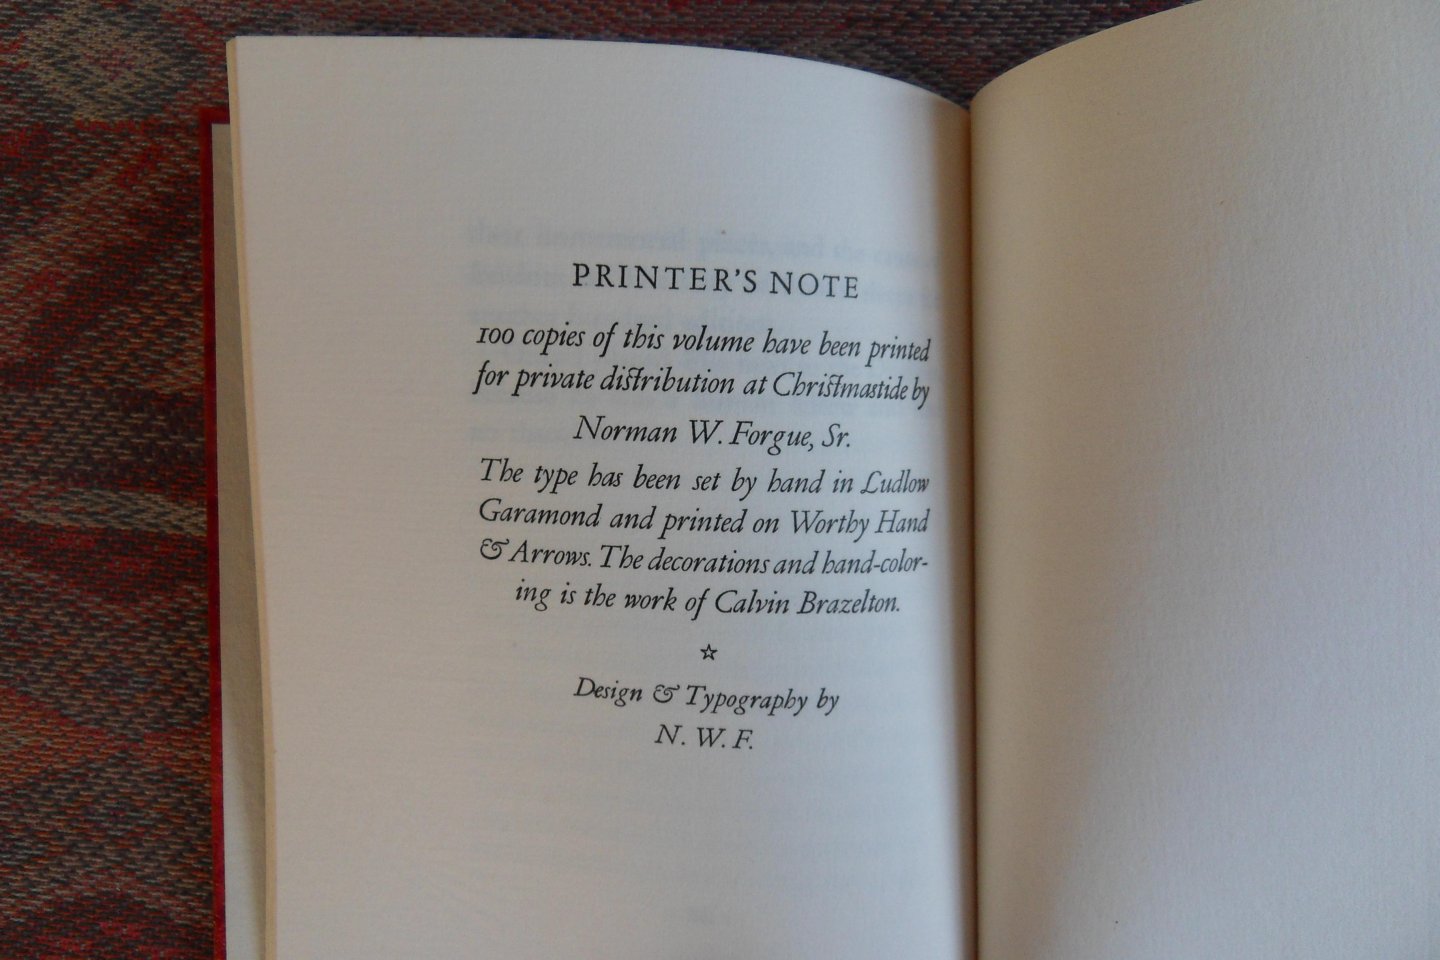 PRINTER'S NOTE
100 copies of this volume have been printed
for private distribution at Christmastide by
Norman W. Forgue, Sr.
The type has been set by hand in Ludlow
Garamond and printed on Worthy Hand
& Arrows. The decorations and hand-color-
ing is the work of Calvin Brazelton.
☆
Design & Typography by
N. W. F.